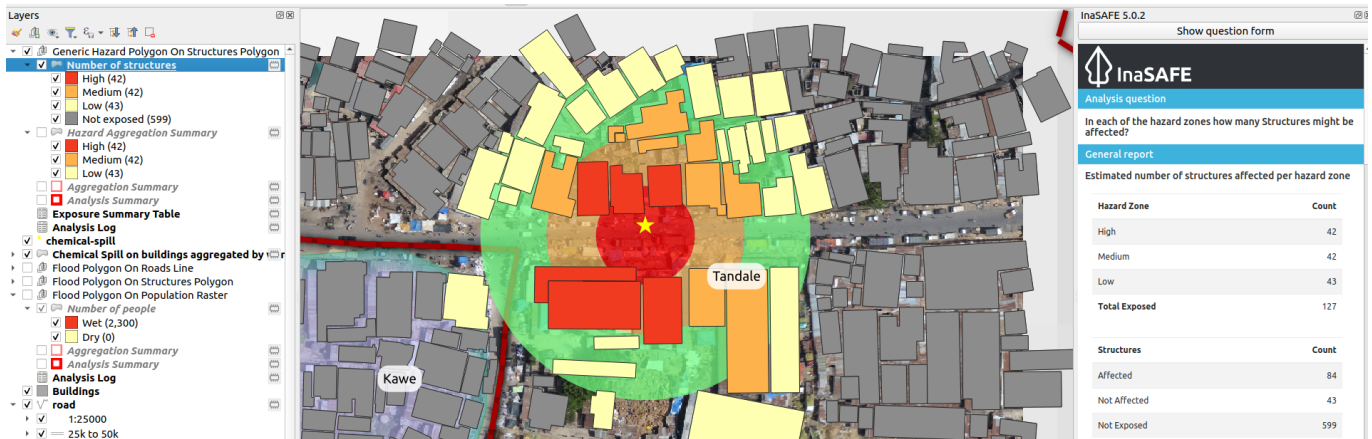 Layers
Generic Hazard Polygon On Structures Polygon
Number of structures
High (42)
Medium (42)
Low (43)
Not exposed (599)
Hazard Aggregation Summary
High (42)
Medium (42)
Low (43)
Aggregation Summary
Analysis Summary
Exposure Summary Table
Analysis Log
chemical-spill
Chemical Spill on buildings aggregated by
Flood Polygon On Roads Line
Flood Polygon On Structures Polygon
Flood Polygon On Population Raster
Number of people
Wet (2,300)
Dry (0)
Aggregation Summary
Analysis Summary
Analysis Log
Buildings
road
1:25000
25k to 50k
Tandale
Kawe
InaSAFE 5.0.2
Show question form
InaSAFE
Analysis question
In each of the hazard zones how many Structures might be
affected?
General report
Estimated number of structures affected per hazard zone
Hazard Zone Count
High 42
Medium 42
Low 43
Total Exposed 127
Structures Count
Affected 84
Not Affected 43
Not Exposed 599